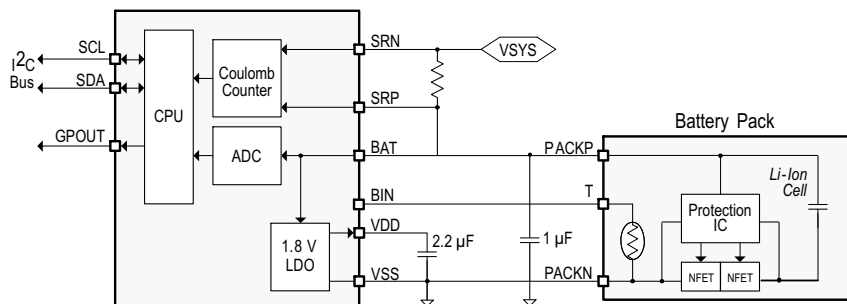 SCL
I2C
Bus
SDA
GPOUT
CPU
Coulomb
Counter
ADC
1.8 V
LDO
SRN
VSYS
SRP
BAT
BIN
VDD
2.2 µF
VSS
1 µF
Battery Pack
PACKP
T
PACKN
Li-Ion
Cell
Protection
IC
NFET
NFET